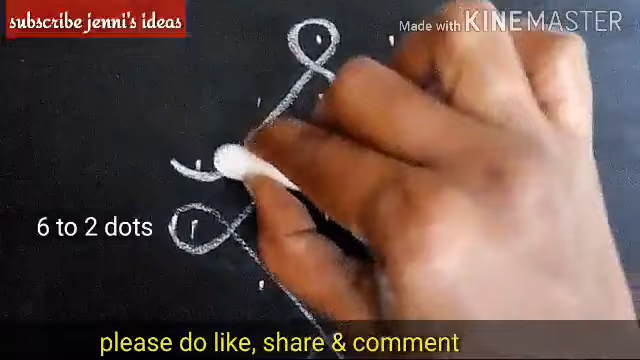 subscribe jenni's ideas
Made with KINEMASTER
6 to 2 dots
please do like, share & comment